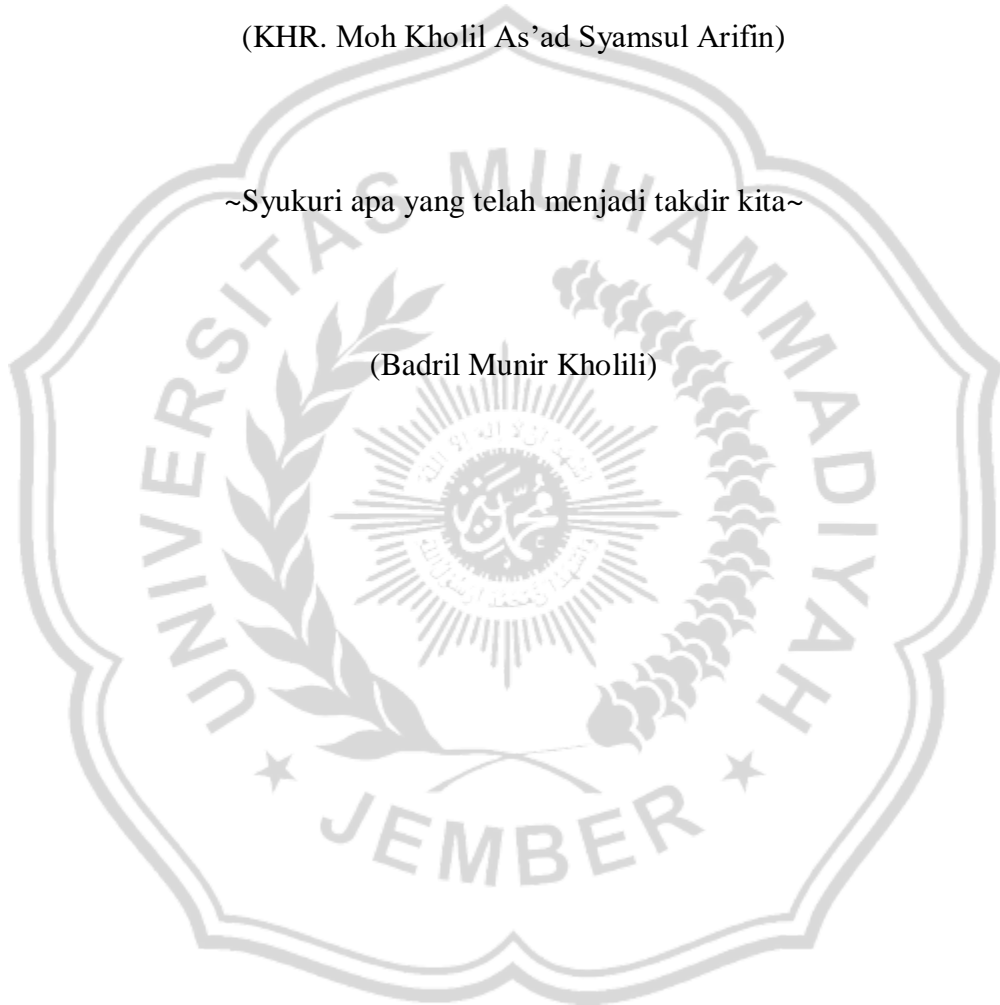 (KHR. Moh Kholil As’ad Syamsul Arifin)
~Syukuri apa yang telah menjadi takdir kita~
(Badril Munir Kholili)
UNIVERSITAS MUHAMMADIYAH
JEMBER